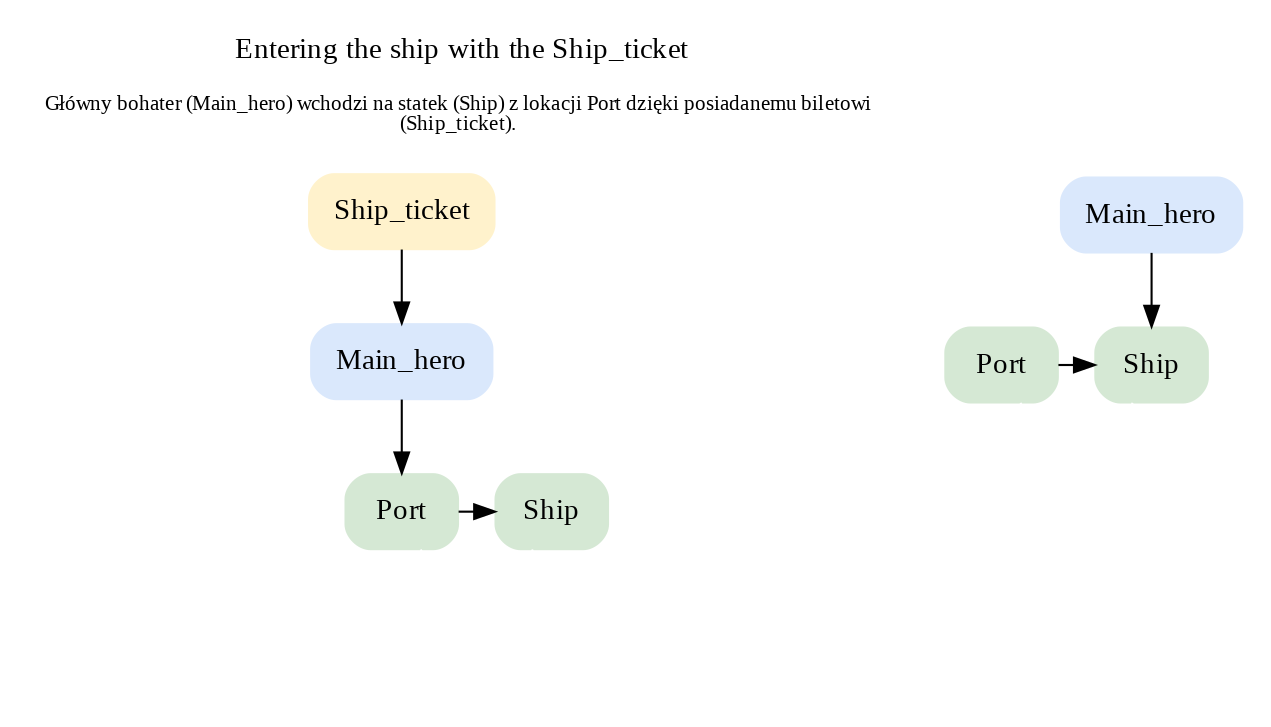 Entering the ship with the Ship_ticket
Główny bohater (Main_hero) wchodzi na statek (Ship) z lokacji Port dzięki posiadanemu biletowi
(Ship_ticket).
Ship_ticket
Main_hero
Port
Ship
Main_hero
Port
Ship